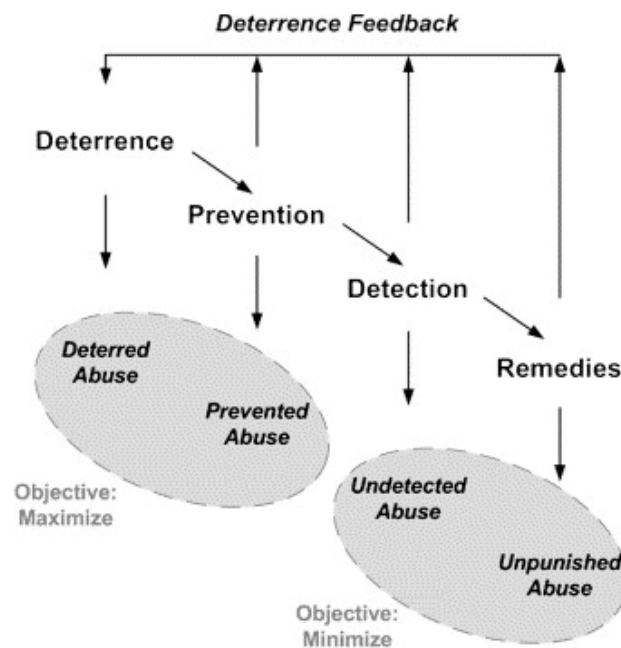 Deterrence Feedback
Deterrence
Prevention
Detection
Remedies
Deterred
Abuse
Prevented
Abuse
Objective:
Maximize
Undetected
Abuse
Unpunished
Abuse
Objective:
Minimize